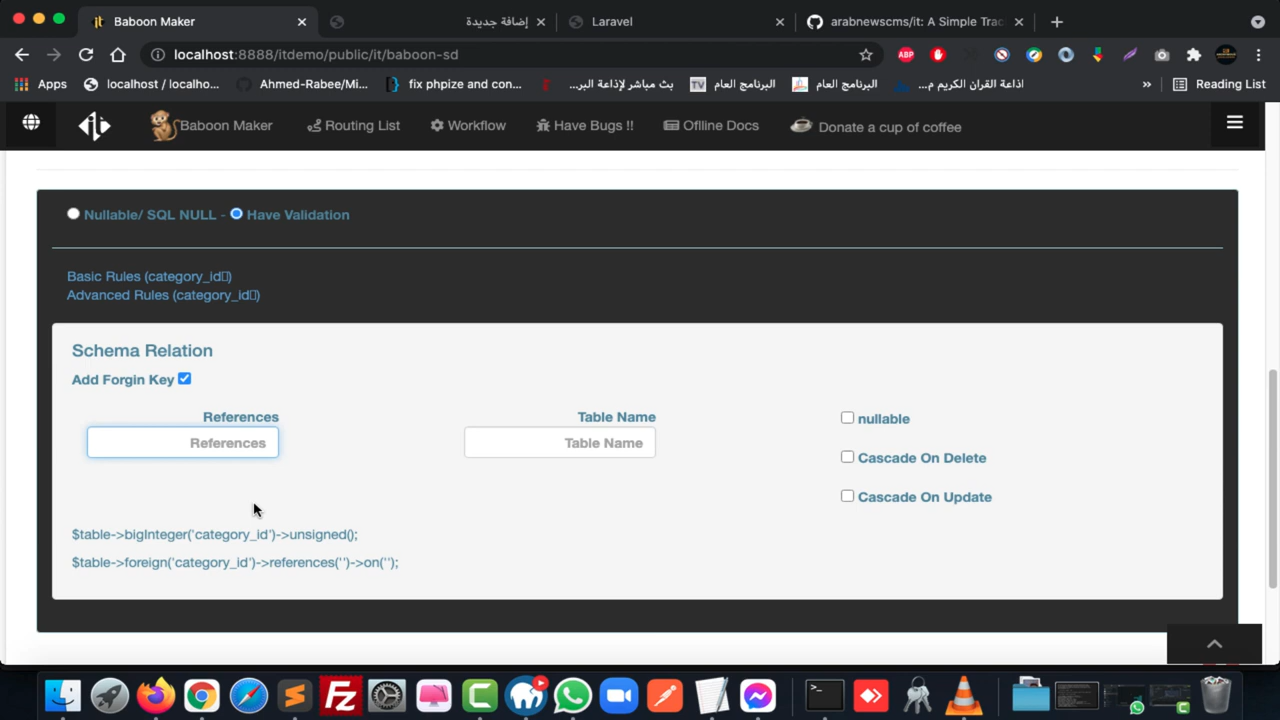 Baboon Maker
إضافة جديدة
Laravel
arabnewscms/it: A Simple Trac
localhost:8888/itdemo/public/it/baboon-sd
ABP
Apps
localhost / localho...
Ahmed-Rabee/Mi...
fix phpize and con...
بث مباشر لإذاعة البر...
TV
البرنامج العام
البرنامج العام
اذاعة القران الكريم م...
»
Reading List
Baboon Maker
Routing List
Workflow
Have Bugs !!
Oflline Docs
Donate a cup of coffee
Nullable/ SQL NULL - Have Validation
Basic Rules (category_id▯)
Advanced Rules (category_id▯)
Schema Relation
Add Forgin Key
References
Table Name
nullable
References
Table Name
Cascade On Delete
Cascade On Update
$table->bigInteger('category_id')->unsigned();
$table->foreign('category_id')->references('')->on('');